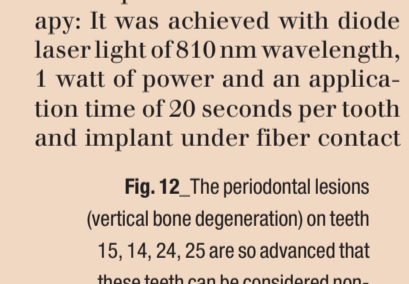 apy: It was achieved with diode
laser light of 810 nm wavelength,
1 watt of power and an applica-
tion time of 20 seconds per tooth
and implant under fiber contact
Fig. 12_The periodontal lesions
(vertical bone degeneration) on teeth
15, 14, 24, 25 are so advanced that
these teeth can be considered non-